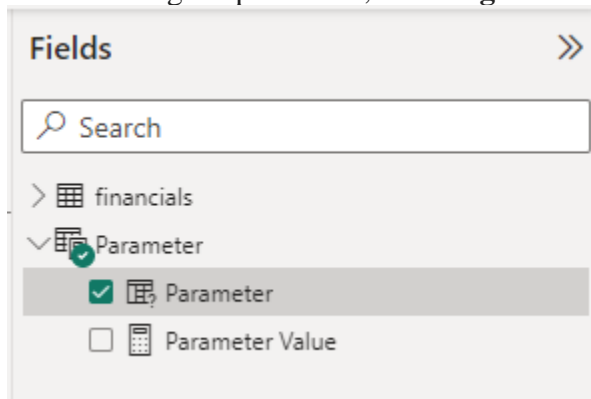 Fields
Search
financials
Parameter
Parameter
Parameter Value